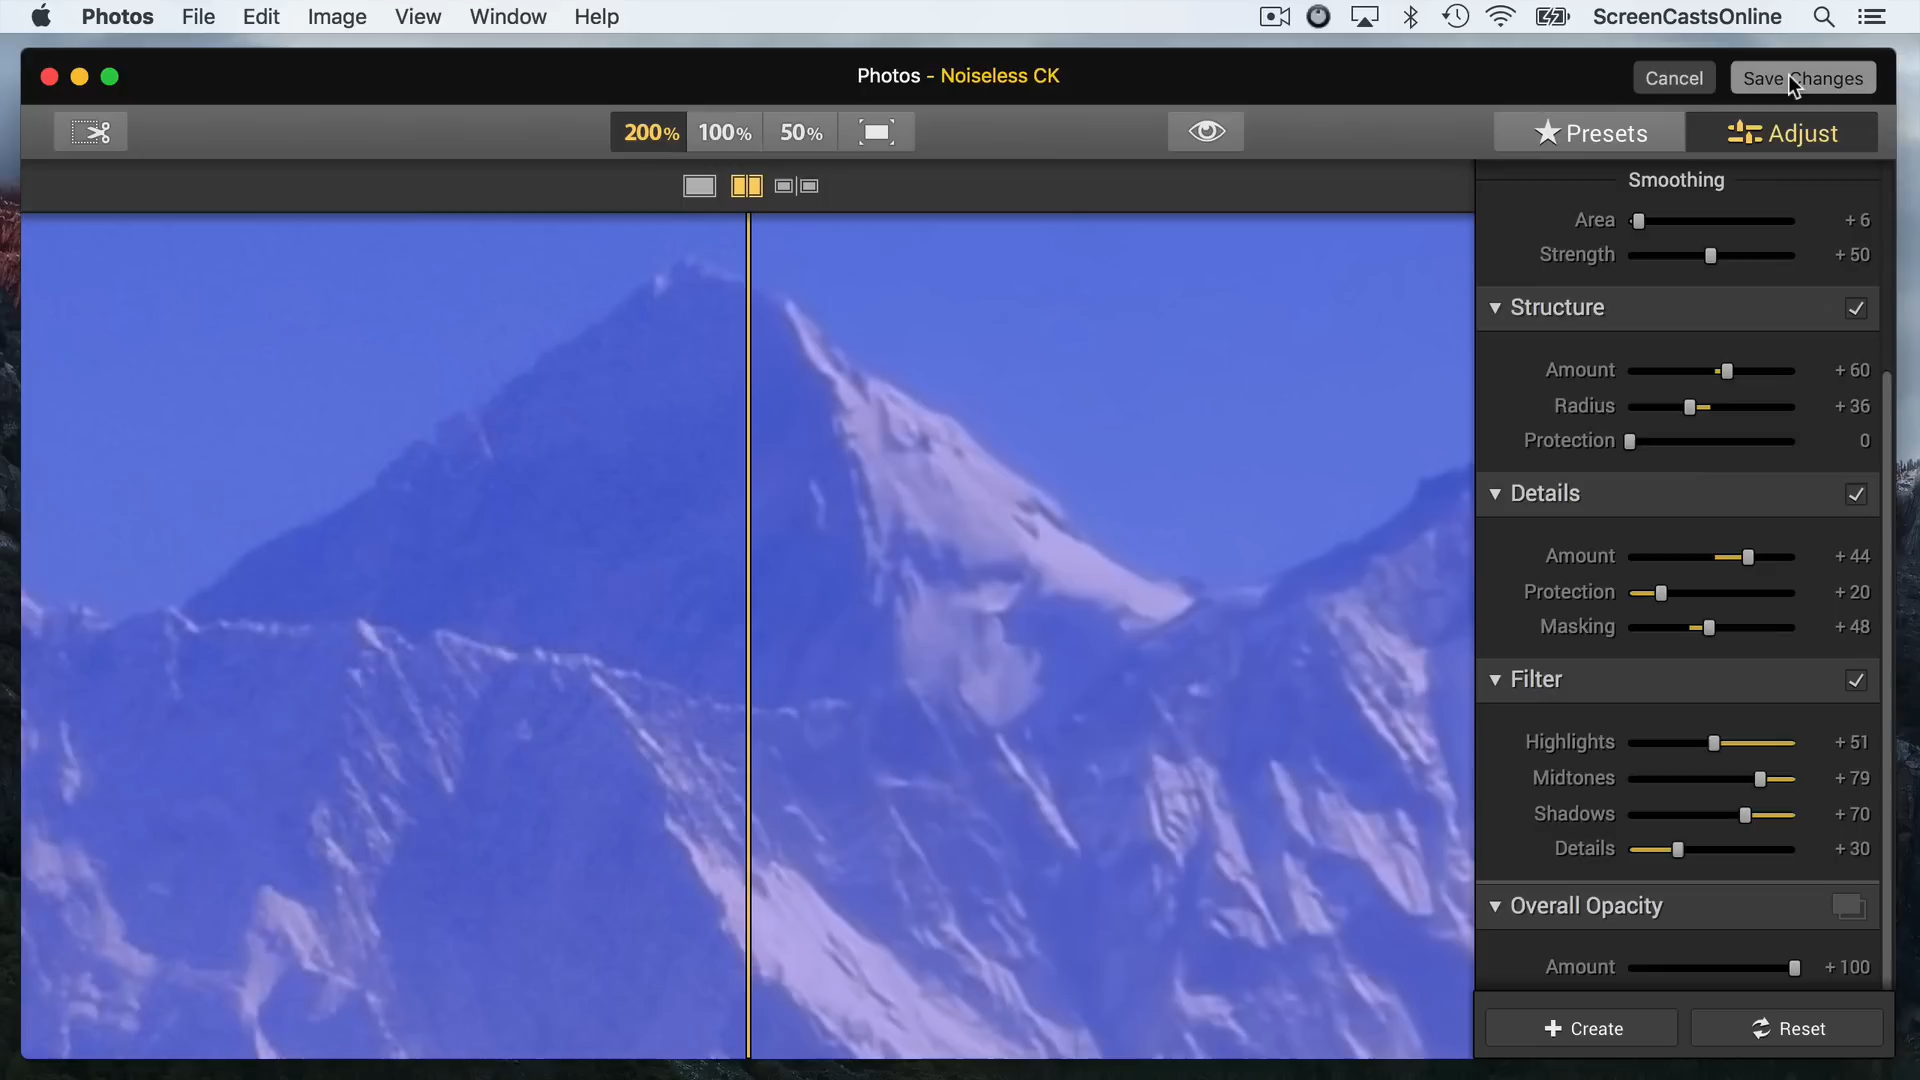 Photos File Edit Image View Window Help ScreenCastsOnline
Photos - Noiseless CK Cancel Save Changes
200% 100% 50% Presets Adjust
Smoothing
Area + 6
Strength + 50
Structure
Amount + 60
Radius + 36
Protection 0
Details
Amount + 44
Protection + 20
Masking + 48
Filter
Highlights + 51
Midtones + 79
Shadows + 70
Details + 30
Overall Opacity
Amount + 100
Create Reset